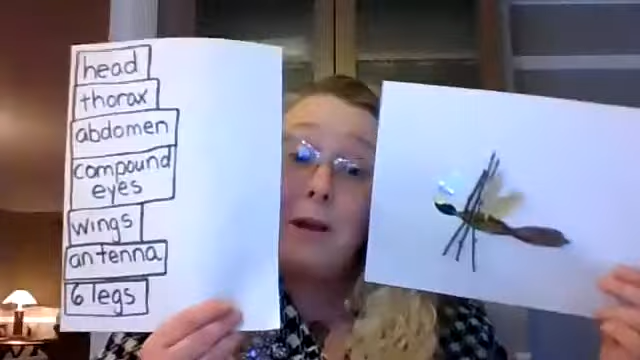 head
thorax
abdomen
compound
eyes
wings
antenna
6 legs